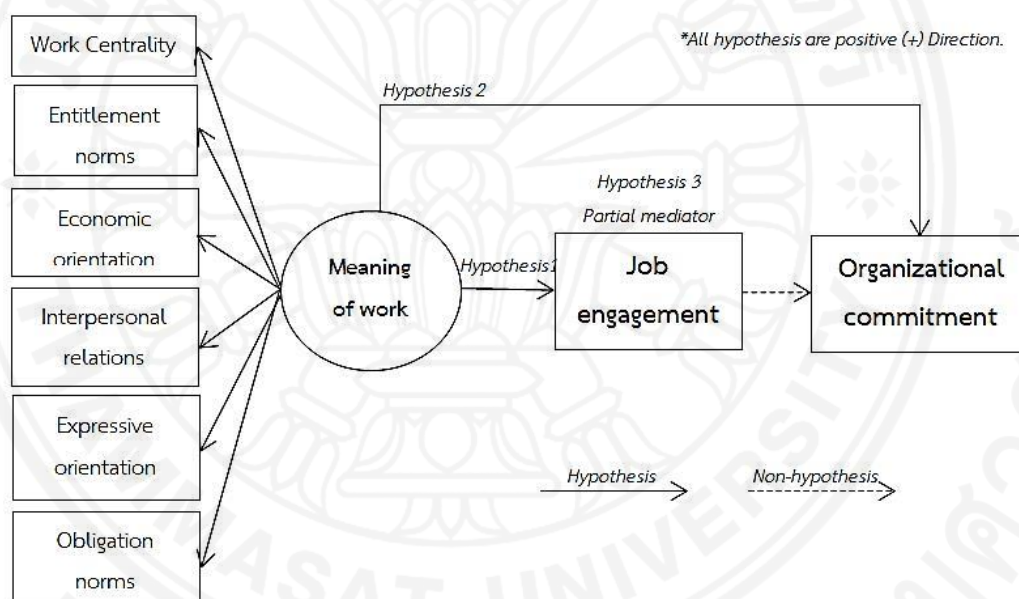 Work Centrality
*All hypothesis are positive (+) Direction.
Entitlement
norms
Hypothesis 2
Economic
orientation
Hypothesis 3
Partial mediator
Meaning
of work
Hypothesis1
Job
engagement
Organizational
commitment
Interpersonal
relations
Expressive
orientation
Hypothesis
Non-hypothesis
Obligation
norms
UNIVERSITY